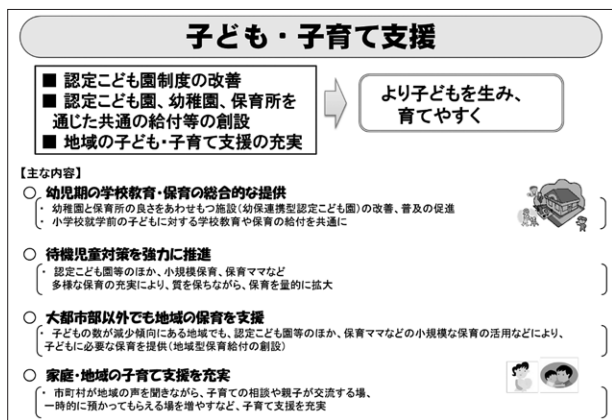 子ども・子育て支援
■ 認定こども園制度の改善
■ 認定こども園、幼稚園、保育所を
通じた共通の給付等の創設
■ 地域の子ども・子育て支援の充実
より子どもを生み、
育てやすく
【主な内容】
○ 幼児期の学校教育・保育の総合的な提供
・ 幼稚園と保育所の良さをあわせもつ施設(幼保連携型認定こども園)の改善、普及の促進
・ 小学校就学前の子どもに対する学校教育や保育の給付を共通に
○ 待機児童対策を強力に推進
・ 認定こども園等のほか、小規模保育、保育ママなど
多様な保育の充実により、質を保ちながら、保育を量的に拡大
○ 大都市部以外でも地域の保育を支援
・ 子どもの数が減少傾向にある地域でも、認定こども園等のほか、保育ママなどの小規模な保育の活用などにより、
子どもに必要な保育を提供(地域型保育給付の創設)
○ 家庭・地域の子育て支援を充実
・ 市町村が地域の声を聞きながら、子育ての相談や親子が交流する場、
一時的に預かってもらえる場を増やすなど、子育て支援を充実